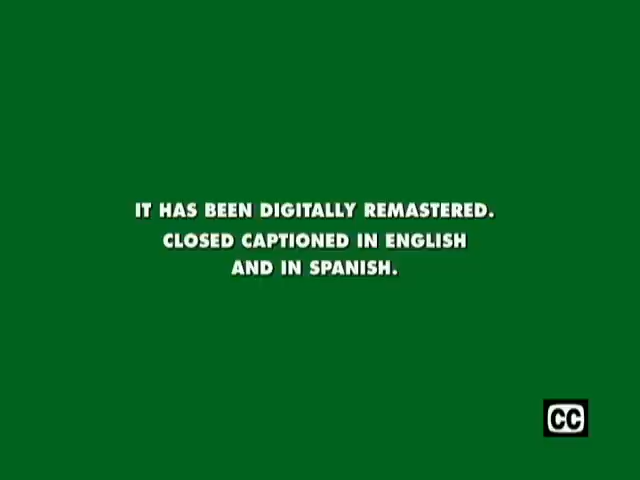 IT HAS BEEN DIGITALLY REMASTERED.
CLOSED CAPTIONED IN ENGLISH
AND IN SPANISH.
CC